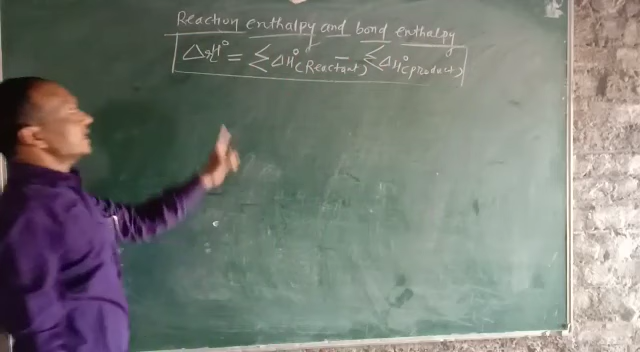 Reaction enthalpy and bond enthalpy
ΔrH° = ΣΔH°(Reactant) - ΣΔH°(product)